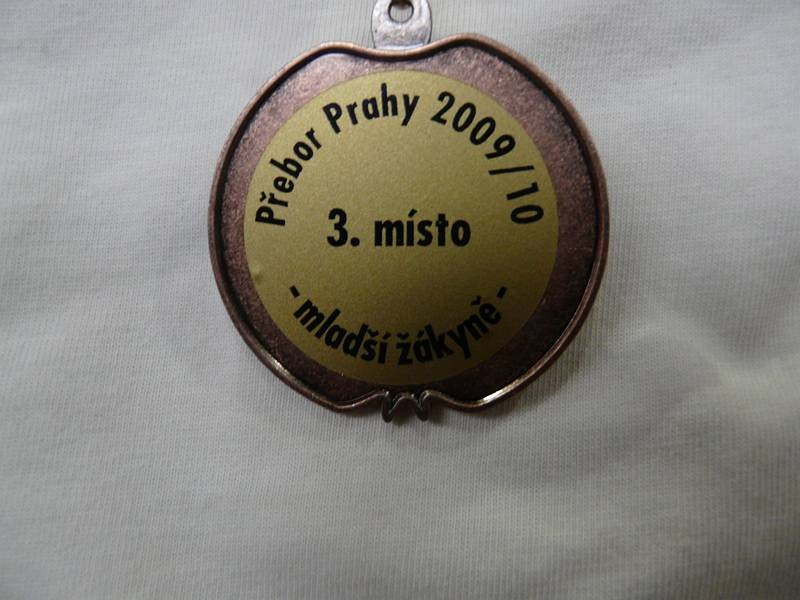 Přebor Prahy 2009/10
3. místo
- mladší žákyně -